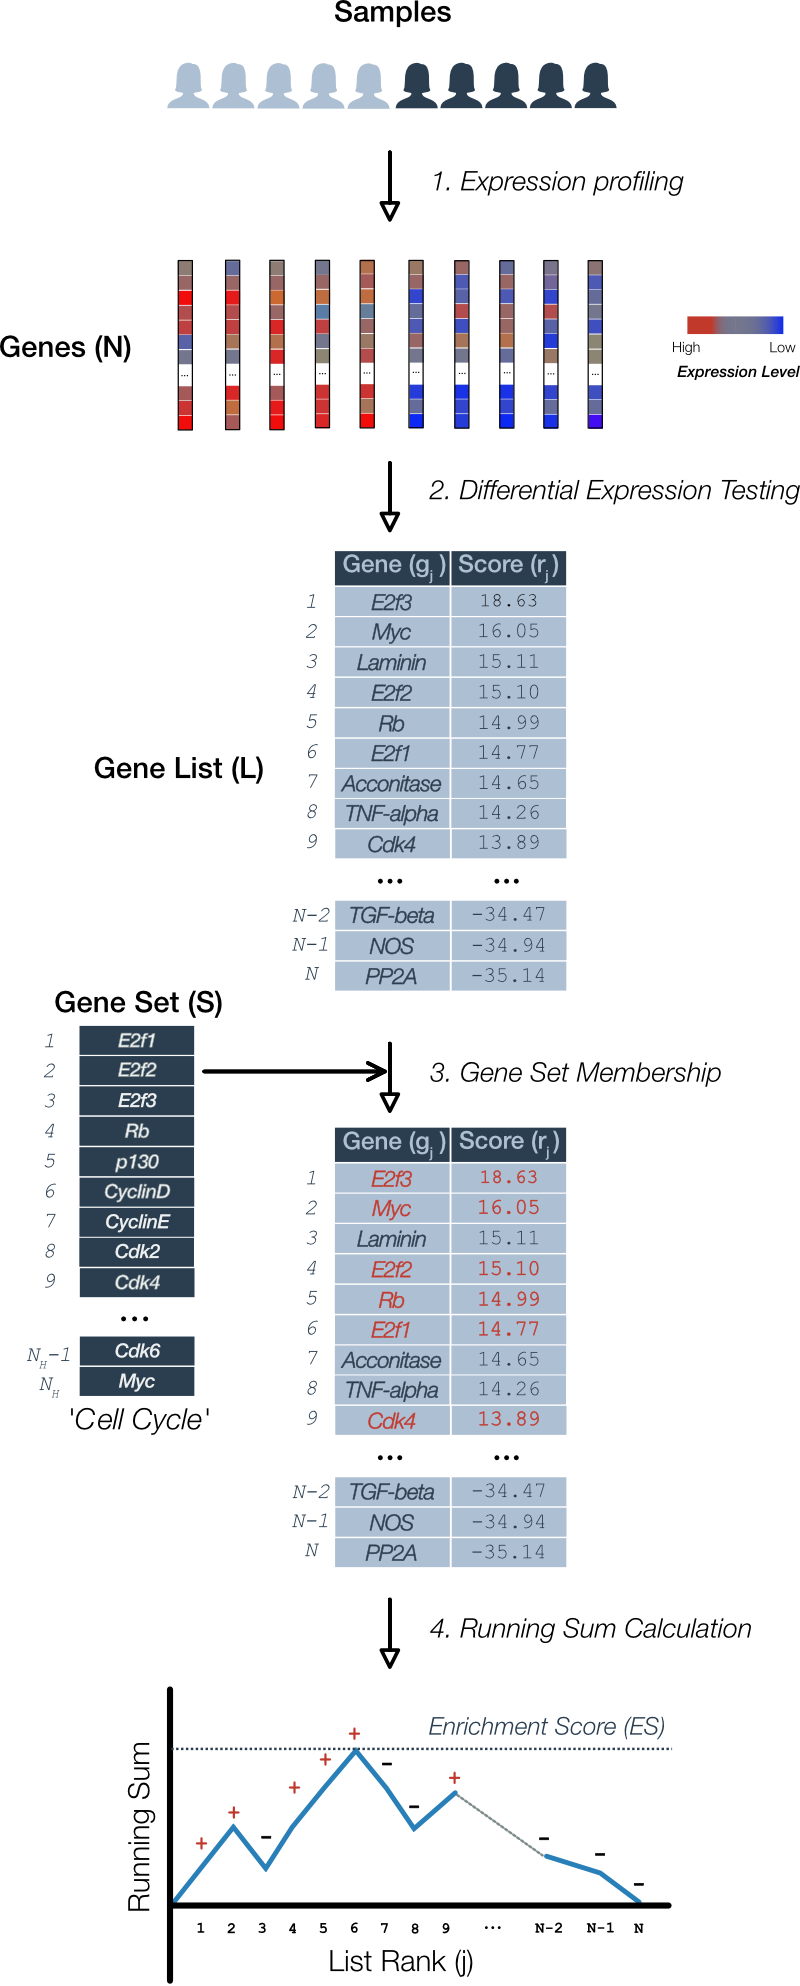 Samples
1. Expression profiling
Genes (N)
... ... ... ... ... ... ... ... ... ...
High Low
Expression Level
2. Differential Expression Testing
Gene (gj) Score (rj)
1 E2f3 18.63
2 Myc 16.05
3 Laminin 15.11
4 E2f2 15.10
5 Rb 14.99
6 E2f1 14.77
Gene List (L)
7 Acconitase 14.65
8 TNF-alpha 14.26
9 Cdk4 13.89
... ...
N-2 TGF-beta -34.47
N-1 NOS -34.94
N PP2A -35.14
Gene Set (S)
1 E2f1
2 E2f2
3 E2f3
4 Rb
5 p130
6 CyclinD
7 CyclinE
8 Cdk2
9 Cdk4
...
NH-1 Cdk6
NH Myc
'Cell Cycle'
3. Gene Set Membership
Gene (gj) Score (rj)
1 E2f3 18.63
2 Myc 16.05
3 Laminin 15.11
4 E2f2 15.10
5 Rb 14.99
6 E2f1 14.77
7 Acconitase 14.65
8 TNF-alpha 14.26
9 Cdk4 13.89
... ...
N-2 TGF-beta -34.47
N-1 NOS -34.94
N PP2A -35.14
4. Running Sum Calculation
Enrichment Score (ES)
Running Sum
+ + - + + + - - + - - -
1 2 3 4 5 6 7 8 9 ... N-2 N-1 N
List Rank (j)